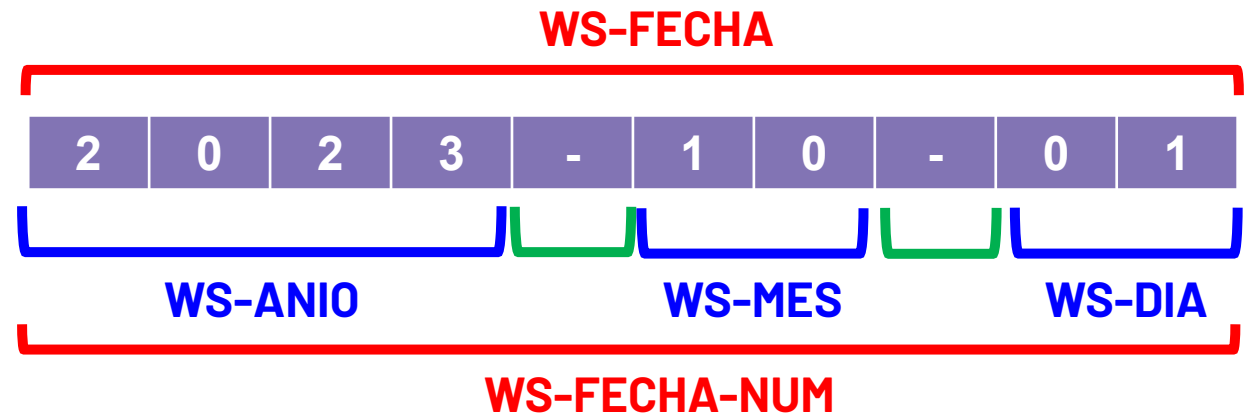 WS-FECHA
2 0 2 3 - 1 0 - 0 1
WS-ANIO WS-MES WS-DIA
WS-FECHA-NUM